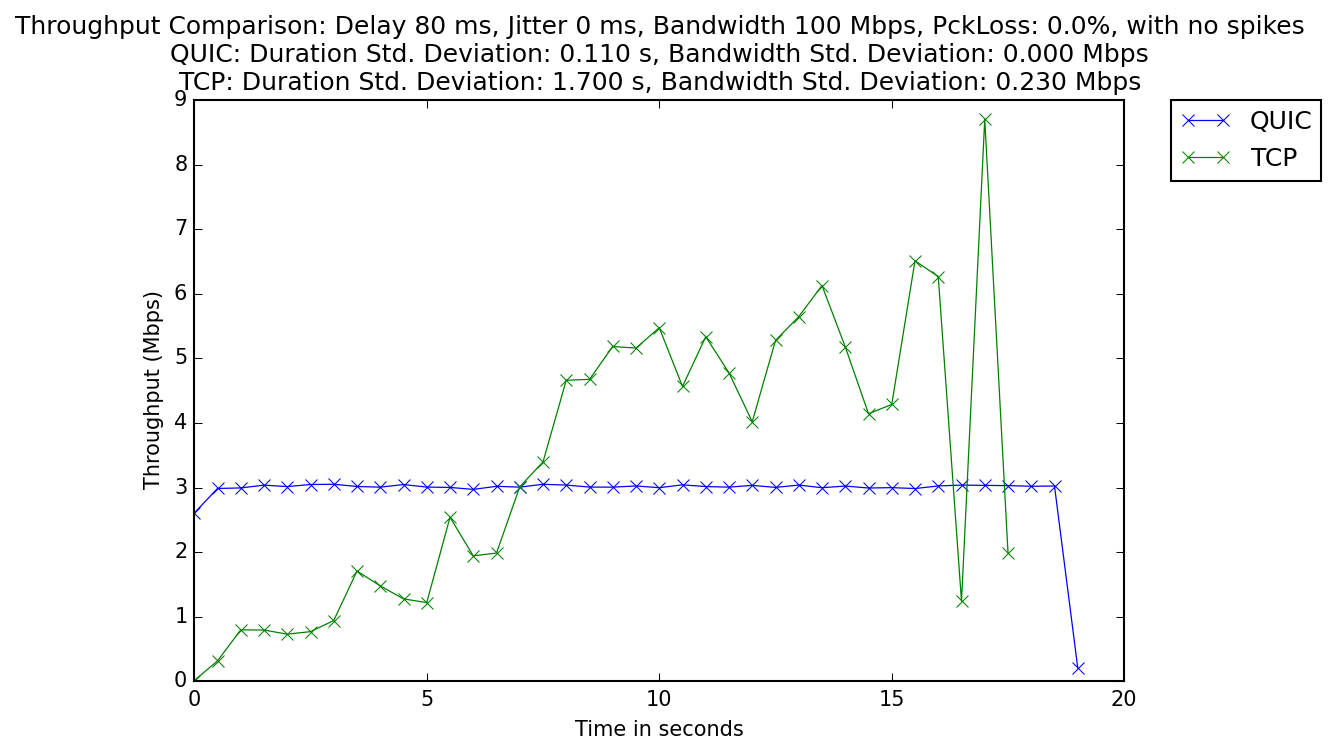 Throughput Comparison: Delay 80 ms, Jitter 0 ms, Bandwidth 100 Mbps, PckLoss: 0.0%, with no spikes
QUIC: Duration Std. Deviation: 0.110 s, Bandwidth Std. Deviation: 0.000 Mbps
TCP: Duration Std. Deviation: 1.700 s, Bandwidth Std. Deviation: 0.230 Mbps
QUIC
TCP
Throughput (Mbps)
9
8
7
6
5
4
3
2
1
0
0 5 10 15 20
Time in seconds